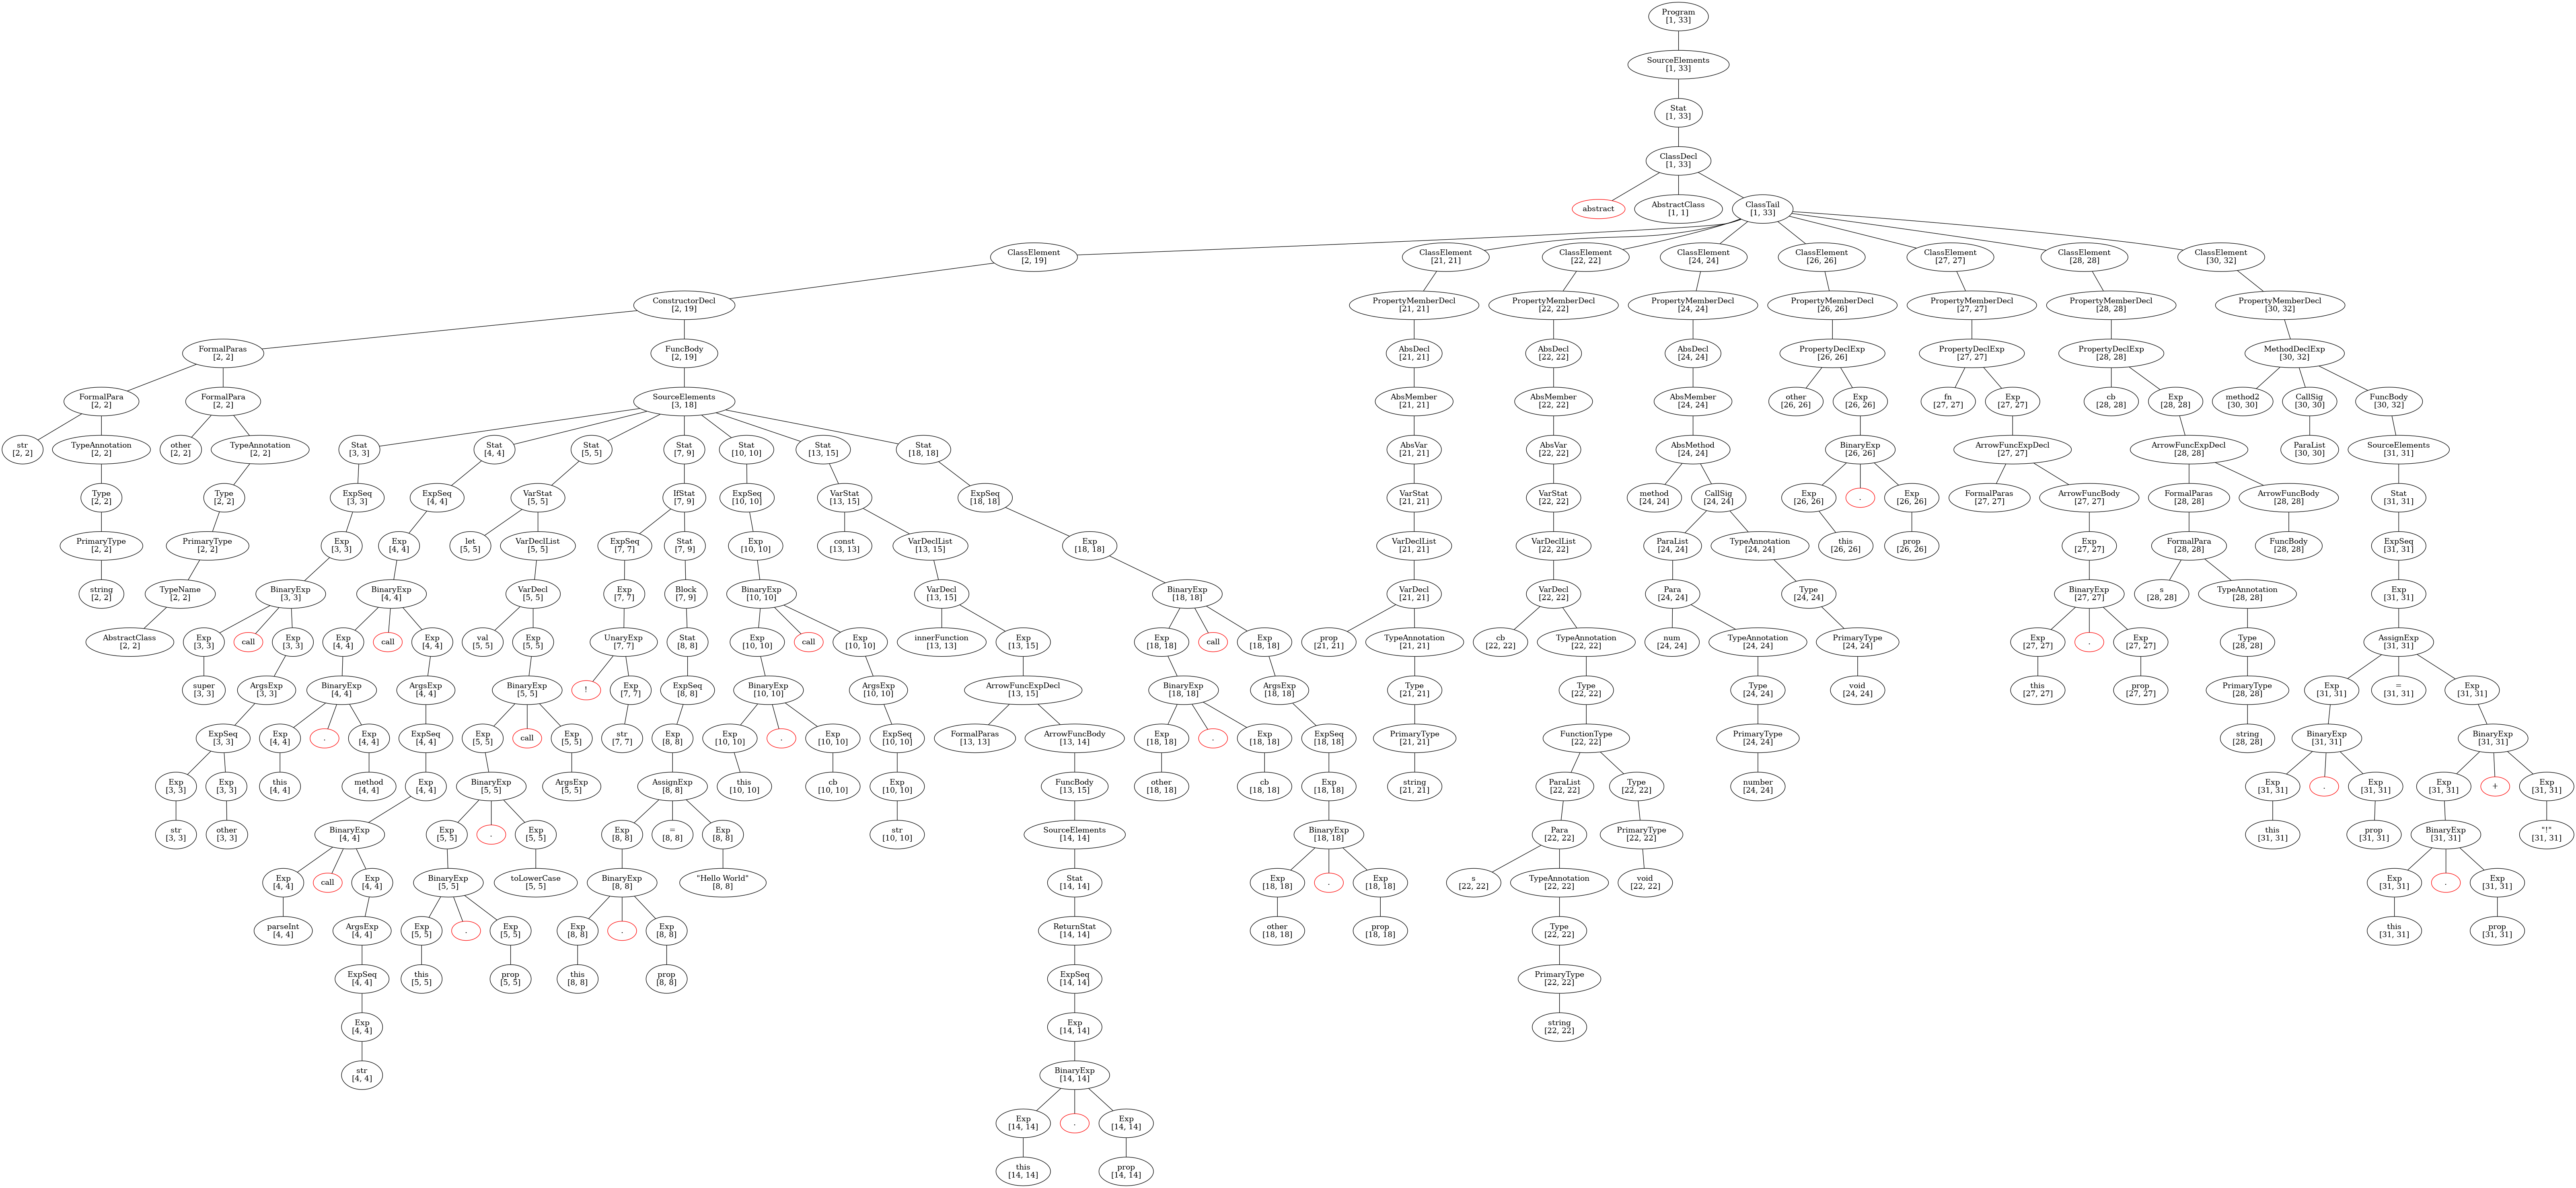 Program
[1, 33]
SourceElements
[1, 33]
Stat
[1, 33]
ClassDecl
[1, 33]
abstract
AbstractClass
[1, 1]
ClassTail
[1, 33]
ClassElement
[2, 19]
ClassElement
[21, 21]
ClassElement
[22, 22]
ClassElement
[24, 24]
ClassElement
[26, 26]
ClassElement
[27, 27]
ClassElement
[28, 28]
ClassElement
[30, 32]
ConstructorDecl
[2, 19]
PropertyMemberDecl
[21, 21]
PropertyMemberDecl
[22, 22]
PropertyMemberDecl
[24, 24]
PropertyMemberDecl
[26, 26]
PropertyMemberDecl
[27, 27]
PropertyMemberDecl
[28, 28]
PropertyMemberDecl
[30, 32]
FormalParas
[2, 2]
FuncBody
[2, 19]
AbsDecl
[21, 21]
AbsDecl
[22, 22]
AbsDecl
[24, 24]
PropertyDeclExp
[26, 26]
PropertyDeclExp
[27, 27]
PropertyDeclExp
[28, 28]
MethodDeclExp
[30, 32]
FormalPara
[2, 2]
FormalPara
[2, 2]
SourceElements
[3, 18]
AbsMember
[21, 21]
AbsMember
[22, 22]
AbsMember
[24, 24]
other
[26, 26]
Exp
[26, 26]
fn
[27, 27]
Exp
[27, 27]
cb
[28, 28]
Exp
[28, 28]
method2
[30, 30]
CallSig
[30, 30]
FuncBody
[30, 32]
str
[2, 2]
TypeAnnotation
[2, 2]
other
[2, 2]
TypeAnnotation
[2, 2]
Stat
[3, 3]
Stat
[4, 4]
Stat
[5, 5]
Stat
[7, 9]
Stat
[10, 10]
Stat
[13, 15]
Stat
[18, 18]
AbsVar
[21, 21]
AbsVar
[22, 22]
AbsMethod
[24, 24]
BinaryExp
[26, 26]
ArrowFuncExpDecl
[27, 27]
ArrowFuncExpDecl
[28, 28]
ParaList
[30, 30]
SourceElements
[31, 31]
Type
[2, 2]
Type
[2, 2]
ExpSeq
[3, 3]
ExpSeq
[4, 4]
VarStat
[5, 5]
IfStat
[7, 9]
ExpSeq
[10, 10]
VarStat
[13, 15]
ExpSeq
[18, 18]
VarStat
[21, 21]
VarStat
[22, 22]
method
[24, 24]
CallSig
[24, 24]
Exp
[26, 26]
.
Exp
[26, 26]
FormalParas
[27, 27]
ArrowFuncBody
[27, 27]
FormalParas
[28, 28]
ArrowFuncBody
[28, 28]
Stat
[31, 31]
PrimaryType
[2, 2]
PrimaryType
[2, 2]
Exp
[3, 3]
Exp
[4, 4]
let
[5, 5]
VarDeclList
[5, 5]
ExpSeq
[7, 7]
Stat
[7, 9]
Exp
[10, 10]
const
[13, 13]
VarDeclList
[13, 15]
Exp
[18, 18]
VarDeclList
[21, 21]
VarDeclList
[22, 22]
ParaList
[24, 24]
TypeAnnotation
[24, 24]
this
[26, 26]
prop
[26, 26]
Exp
[27, 27]
FormalPara
[28, 28]
FuncBody
[28, 28]
ExpSeq
[31, 31]
string
[2, 2]
TypeName
[2, 2]
BinaryExp
[3, 3]
BinaryExp
[4, 4]
VarDecl
[5, 5]
Exp
[7, 7]
Block
[7, 9]
BinaryExp
[10, 10]
VarDecl
[13, 15]
BinaryExp
[18, 18]
VarDecl
[21, 21]
VarDecl
[22, 22]
Para
[24, 24]
Type
[24, 24]
BinaryExp
[27, 27]
s
[28, 28]
TypeAnnotation
[28, 28]
Exp
[31, 31]
AbstractClass
[2, 2]
Exp
[3, 3]
call
Exp
[3, 3]
Exp
[4, 4]
call
Exp
[4, 4]
val
[5, 5]
Exp
[5, 5]
UnaryExp
[7, 7]
Stat
[8, 8]
Exp
[10, 10]
call
Exp
[10, 10]
innerFunction
[13, 13]
Exp
[13, 15]
Exp
[18, 18]
call
Exp
[18, 18]
prop
[21, 21]
TypeAnnotation
[21, 21]
cb
[22, 22]
TypeAnnotation
[22, 22]
num
[24, 24]
TypeAnnotation
[24, 24]
PrimaryType
[24, 24]
Exp
[27, 27]
.
Exp
[27, 27]
Type
[28, 28]
AssignExp
[31, 31]
super
[3, 3]
ArgsExp
[3, 3]
BinaryExp
[4, 4]
ArgsExp
[4, 4]
BinaryExp
[5, 5]
!
Exp
[7, 7]
ExpSeq
[8, 8]
BinaryExp
[10, 10]
ArgsExp
[10, 10]
ArrowFuncExpDecl
[13, 15]
BinaryExp
[18, 18]
ArgsExp
[18, 18]
Type
[21, 21]
Type
[22, 22]
Type
[24, 24]
void
[24, 24]
this
[27, 27]
prop
[27, 27]
PrimaryType
[28, 28]
Exp
[31, 31]
=
[31, 31]
Exp
[31, 31]
ExpSeq
[3, 3]
Exp
[4, 4]
.
Exp
[4, 4]
ExpSeq
[4, 4]
Exp
[5, 5]
call
Exp
[5, 5]
str
[7, 7]
Exp
[8, 8]
Exp
[10, 10]
.
Exp
[10, 10]
ExpSeq
[10, 10]
FormalParas
[13, 13]
ArrowFuncBody
[13, 14]
Exp
[18, 18]
.
Exp
[18, 18]
ExpSeq
[18, 18]
PrimaryType
[21, 21]
FunctionType
[22, 22]
PrimaryType
[24, 24]
string
[28, 28]
BinaryExp
[31, 31]
BinaryExp
[31, 31]
Exp
[3, 3]
Exp
[3, 3]
this
[4, 4]
method
[4, 4]
Exp
[4, 4]
BinaryExp
[5, 5]
ArgsExp
[5, 5]
AssignExp
[8, 8]
this
[10, 10]
cb
[10, 10]
Exp
[10, 10]
FuncBody
[13, 15]
other
[18, 18]
cb
[18, 18]
Exp
[18, 18]
string
[21, 21]
ParaList
[22, 22]
Type
[22, 22]
number
[24, 24]
Exp
[31, 31]
.
Exp
[31, 31]
Exp
[31, 31]
+
Exp
[31, 31]
str
[3, 3]
other
[3, 3]
BinaryExp
[4, 4]
Exp
[5, 5]
.
Exp
[5, 5]
Exp
[8, 8]
=
[8, 8]
Exp
[8, 8]
str
[10, 10]
SourceElements
[14, 14]
BinaryExp
[18, 18]
Para
[22, 22]
PrimaryType
[22, 22]
this
[31, 31]
prop
[31, 31]
BinaryExp
[31, 31]
"!"
[31, 31]
Exp
[4, 4]
call
Exp
[4, 4]
BinaryExp
[5, 5]
toLowerCase
[5, 5]
BinaryExp
[8, 8]
"Hello World"
[8, 8]
Stat
[14, 14]
Exp
[18, 18]
.
Exp
[18, 18]
s
[22, 22]
TypeAnnotation
[22, 22]
void
[22, 22]
Exp
[31, 31]
.
Exp
[31, 31]
parseInt
[4, 4]
ArgsExp
[4, 4]
Exp
[5, 5]
.
Exp
[5, 5]
Exp
[8, 8]
.
Exp
[8, 8]
ReturnStat
[14, 14]
other
[18, 18]
prop
[18, 18]
Type
[22, 22]
this
[31, 31]
prop
[31, 31]
ExpSeq
[4, 4]
this
[5, 5]
prop
[5, 5]
this
[8, 8]
prop
[8, 8]
ExpSeq
[14, 14]
PrimaryType
[22, 22]
Exp
[4, 4]
Exp
[14, 14]
string
[22, 22]
str
[4, 4]
BinaryExp
[14, 14]
Exp
[14, 14]
.
Exp
[14, 14]
this
[14, 14]
prop
[14, 14]